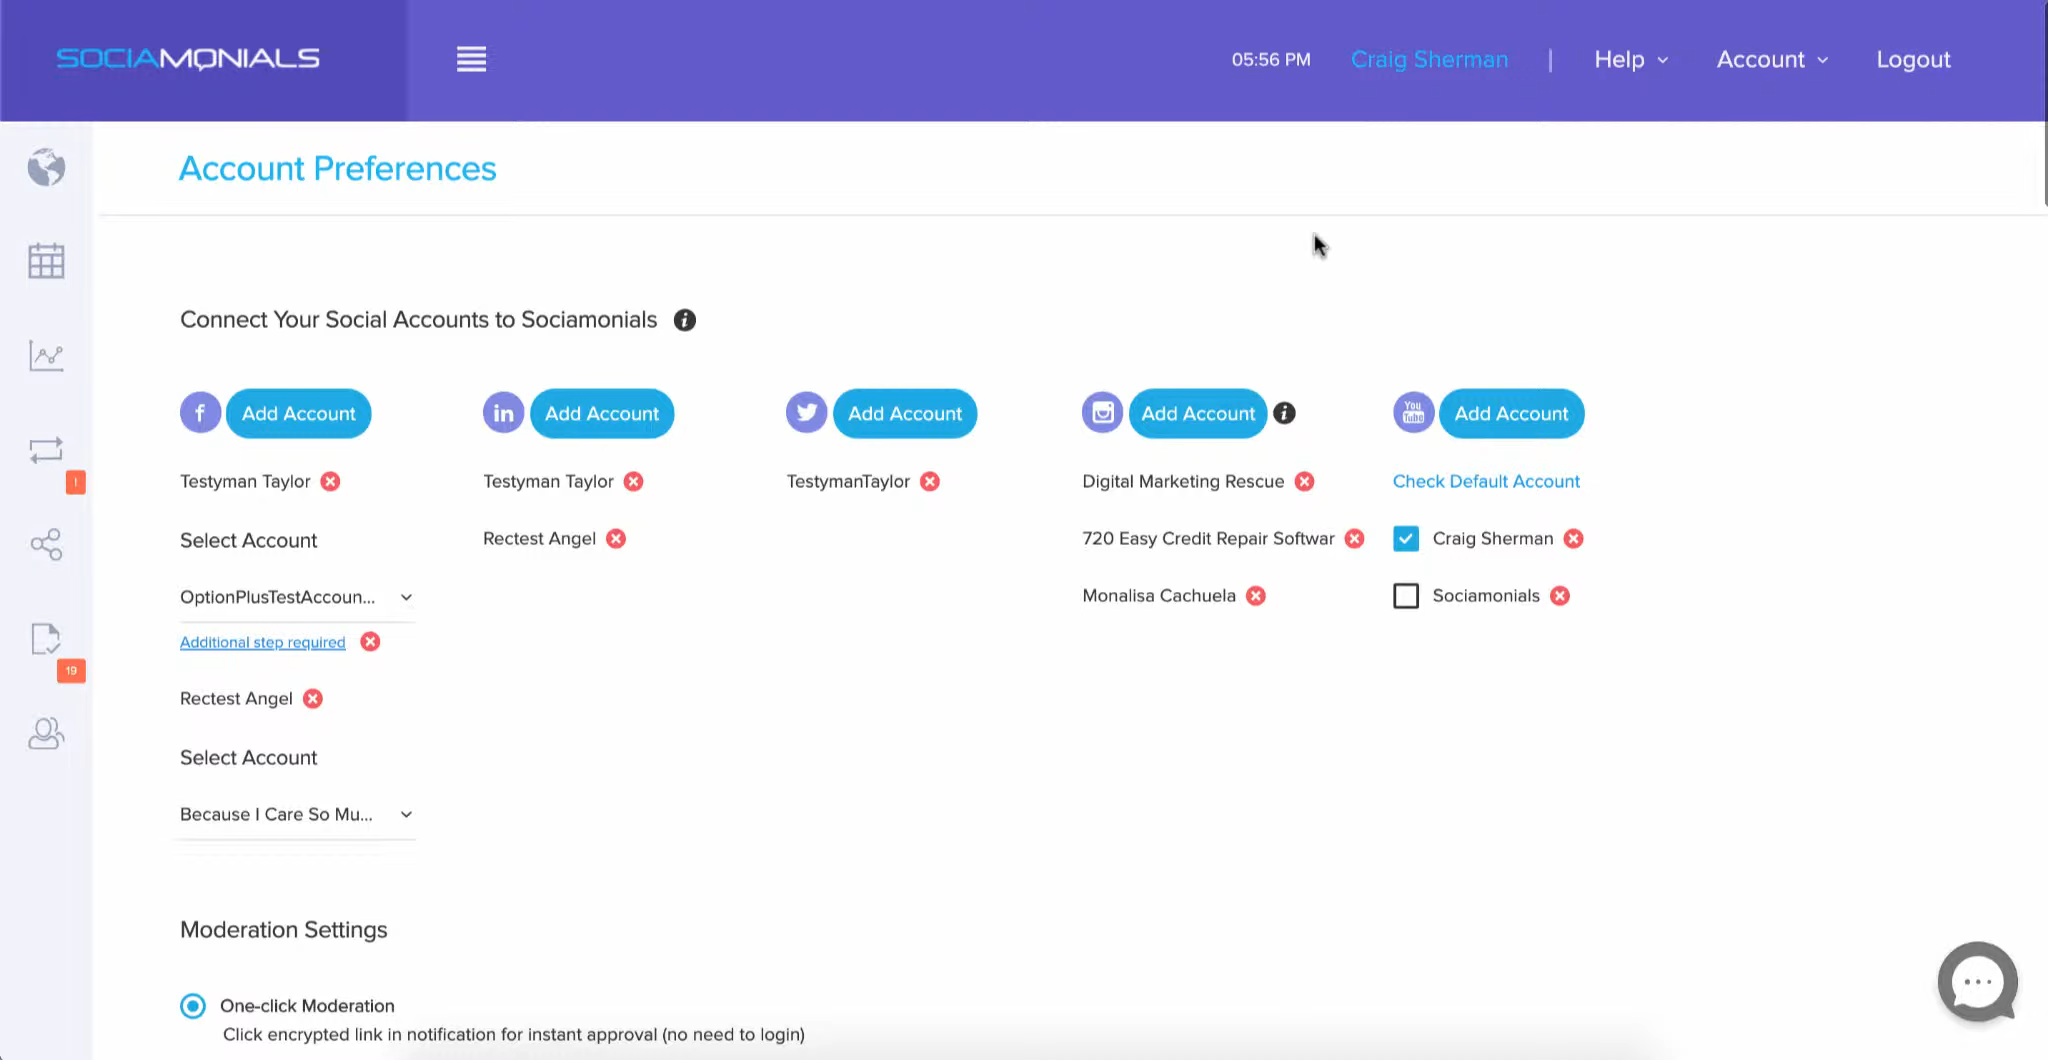 SOCIAMONIALS
05:56 PM
Craig Sherman
|
Help
Account
Logout
Account Preferences
Connect Your Social Accounts to Sociamonials i
f Add Account
in Add Account
Add Account
Add Account i
You Tube Add Account
Testyman Taylor
Testyman Taylor
TestymanTaylor
Digital Marketing Rescue
Check Default Account
!
Select Account
Rectest Angel
720 Easy Credit Repair Softwar
Craig Sherman
OptionPlusTestAccoun...
Monalisa Cachuela
Sociamonials
Additional step required
19
Rectest Angel
Select Account
Because I Care So Mu...
Moderation Settings
One-click Moderation
Click encrypted link in notification for instant approval (no need to login)